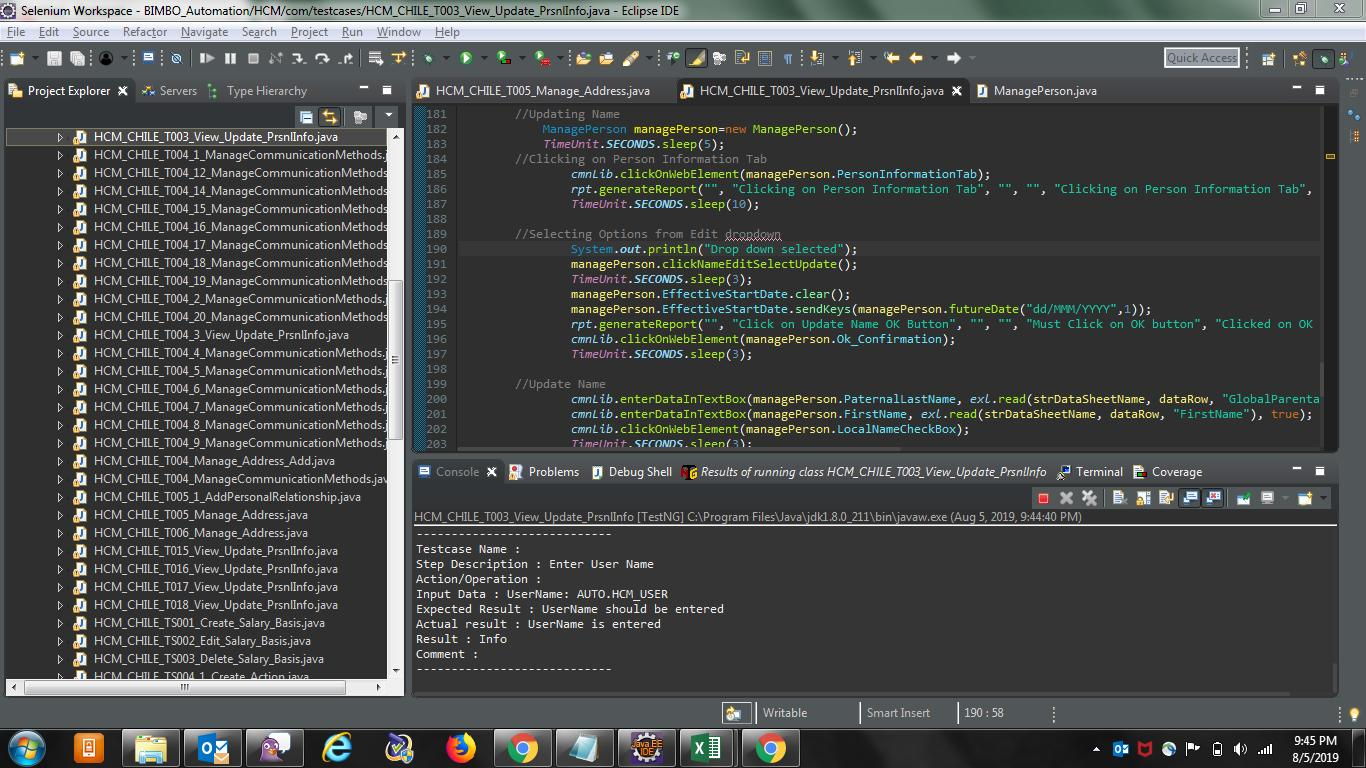 Selenium Workspace - BIMBO_Automation/HCM/com/testcases/HCM_CHILE_T003_View_Update_PrsnlInfo.java - Eclipse IDE
File Edit Source Refactor Navigate Search Project Run Window Help
Quick Access
Project Explorer Servers Type Hierarchy
HCM_CHILE_T003_View_Update_PrsnlInfo.java
HCM_CHILE_T004_1_ManageCommunicationMethods.j
HCM_CHILE_T004_12_ManageCommunicationMethods
HCM_CHILE_T004_14_ManageCommunicationMethods
HCM_CHILE_T004_15_ManageCommunicationMethods
HCM_CHILE_T004_16_ManageCommunicationMethods
HCM_CHILE_T004_17_ManageCommunicationMethods
HCM_CHILE_T004_18_ManageCommunicationMethods
HCM_CHILE_T004_19_ManageCommunicationMethods
HCM_CHILE_T004_2_ManageCommunicationMethods.j
HCM_CHILE_T004_20_ManageCommunicationMethods
HCM_CHILE_T004_3_View_Update_PrsnlInfo.java
HCM_CHILE_T004_4_ManageCommunicationMethods.j
HCM_CHILE_T004_5_ManageCommunicationMethods.j
HCM_CHILE_T004_6_ManageCommunicationMethods.j
HCM_CHILE_T004_7_ManageCommunicationMethods.j
HCM_CHILE_T004_8_ManageCommunicationMethods.j
HCM_CHILE_T004_9_ManageCommunicationMethods.j
HCM_CHILE_T004_Manage_Address_Add.java
HCM_CHILE_T004_ManageCommunicationMethods.jav
HCM_CHILE_T005_1_AddPersonalRelationship.java
HCM_CHILE_T005_Manage_Address.java
HCM_CHILE_T006_Manage_Address.java
HCM_CHILE_T015_View_Update_PrsnlInfo.java
HCM_CHILE_T016_View_Update_PrsnlInfo.java
HCM_CHILE_T017_View_Update_PrsnlInfo.java
HCM_CHILE_T018_View_Update_PrsnlInfo.java
HCM_CHILE_TS001_Create_Salary_Basis.java
HCM_CHILE_TS002_Edit_Salary_Basis.java
HCM_CHILE_TS003_Delete_Salary_Basis.java
HCM_CHILE_TS004_1_Create_Action.java
HCM_CHILE_T005_Manage_Address.java HCM_CHILE_T003_View_Update_PrsnlInfo.java ManagePerson.java
181 //Updating Name
182 ManagePerson managePerson=new ManagePerson();
183 TimeUnit.SECONDS.sleep(5);
184 //Clicking on Person Information Tab
185 cmnLib.clickOnWebElement(managePerson.PersonInformationTab);
186 rpt.generateReport("", "Clicking on Person Information Tab", "", "", "Clicking on Person Information Tab",
187 TimeUnit.SECONDS.sleep(10);
188
189 //Selecting Options from Edit dropdown
190 System.out.println("Drop down selected");
191 managePerson.clickNameEditSelectUpdate();
192 TimeUnit.SECONDS.sleep(3);
193 managePerson.EffectiveStartDate.clear();
194 managePerson.EffectiveStartDate.sendKeys(managePerson.futureDate("dd/MMM/YYYY",1));
195 rpt.generateReport("", "Click on Update Name OK Button", "", "", "Must Click on OK button", "Clicked on OK
196 cmnLib.clickOnWebElement(managePerson.Ok_Confirmation);
197 TimeUnit.SECONDS.sleep(3);
198
199 //Update Name
200 cmnLib.enterDataInTextBox(managePerson.PaternalLastName, exl.read(strDataSheetName, dataRow, "GlobalParenta
201 cmnLib.enterDataInTextBox(managePerson.FirstName, exl.read(strDataSheetName, dataRow, "FirstName"), true);
202 cmnLib.clickOnWebElement(managePerson.LocalNameCheckBox);
203 TimeUnit.SECONDS.sleep(3);
Console Problems Debug Shell Results of running class HCM_CHILE_T003_View_Update_PrsnlInfo Terminal Coverage
HCM_CHILE_T003_View_Update_PrsnlInfo [TestNG] C:\Program Files\Java\jdk1.8.0_211\bin\javaw.exe (Aug 5, 2019, 9:44:40 PM)
----------------------------
Testcase Name :
Step Description : Enter User Name
Action/Operation :
Input Data : UserName: AUTO.HCM_USER
Expected Result : UserName should be entered
Actual result : UserName is entered
Result : Info
Comment :
----------------------------
Writable Smart Insert 190 : 58
Java EE
IDE
9:45 PM
8/5/2019